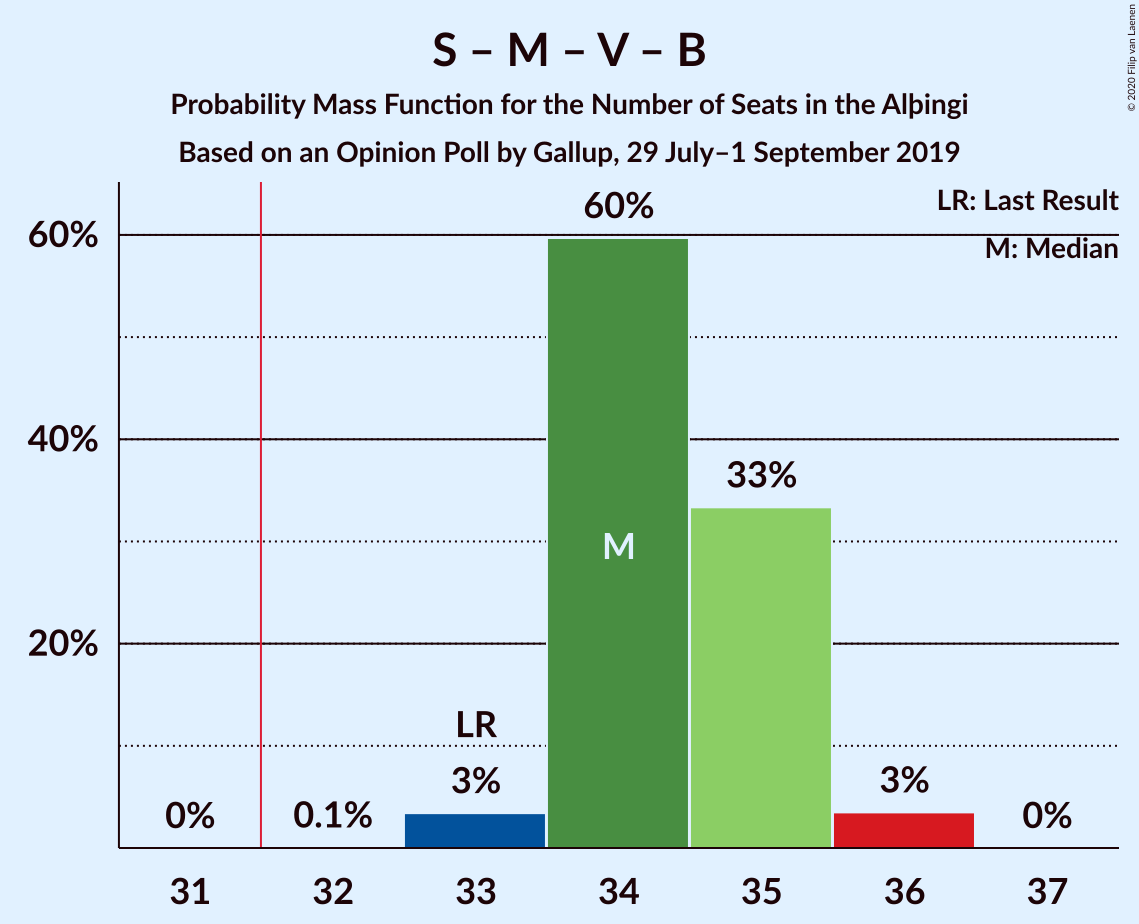 S – M – V – B
Probability Mass Function for the Number of Seats in the Alþingi
Based on an Opinion Poll by Gallup, 29 July–1 September 2019
© 2020 Filip van Laenen
LR: Last Result
M: Median
60%
40%
20%
0%
0.1%
LR
3%
60%
M
33%
3%
0%
31
32
33
34
35
36
37